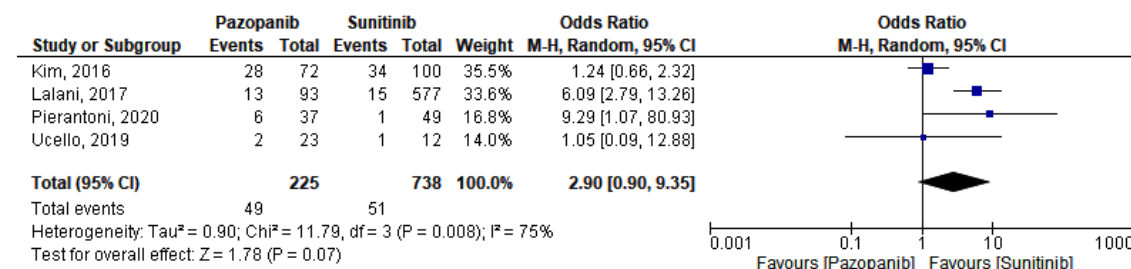 Pazopanib Sunitinib Odds Ratio Odds Ratio
Study or Subgroup Events Total Events Total Weight M-H, Random, 95% CI M-H, Random, 95% CI
Kim, 2016 28 72 34 100 35.5% 1.24 [0.66, 2.32]
Lalani, 2017 13 93 15 577 33.6% 6.09 [2.79, 13.26]
Pierantoni, 2020 6 37 1 49 16.8% 9.29 [1.07, 80.93]
Ucello, 2019 2 23 1 12 14.0% 1.05 [0.09, 12.88]
Total (95% CI) 225 738 100.0% 2.90 [0.90, 9.35]
Total events 49 51
Heterogeneity: Tau² = 0.90; Chi² = 11.79, df = 3 (P = 0.008); I² = 75%
Test for overall effect: Z = 1.78 (P = 0.07)
0.001 0.1 1 10 1000
Favours [Pazopanib] Favours [Sunitinib]